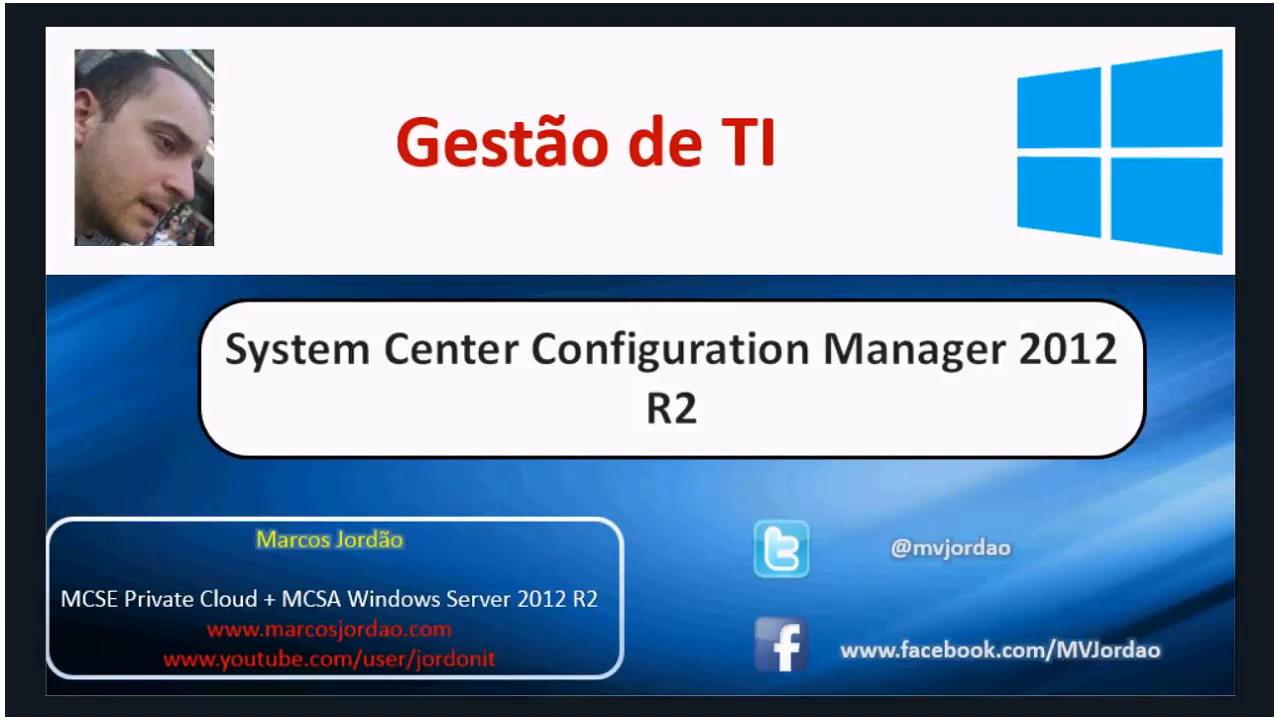 Gestão de TI
System Center Configuration Manager 2012
R2
Marcos Jordão
MCSE Private Cloud + MCSA Windows Server 2012 R2
www.marcosjordao.com
www.youtube.com/user/jordonit
@mvjordao
www.facebook.com/MVJordao